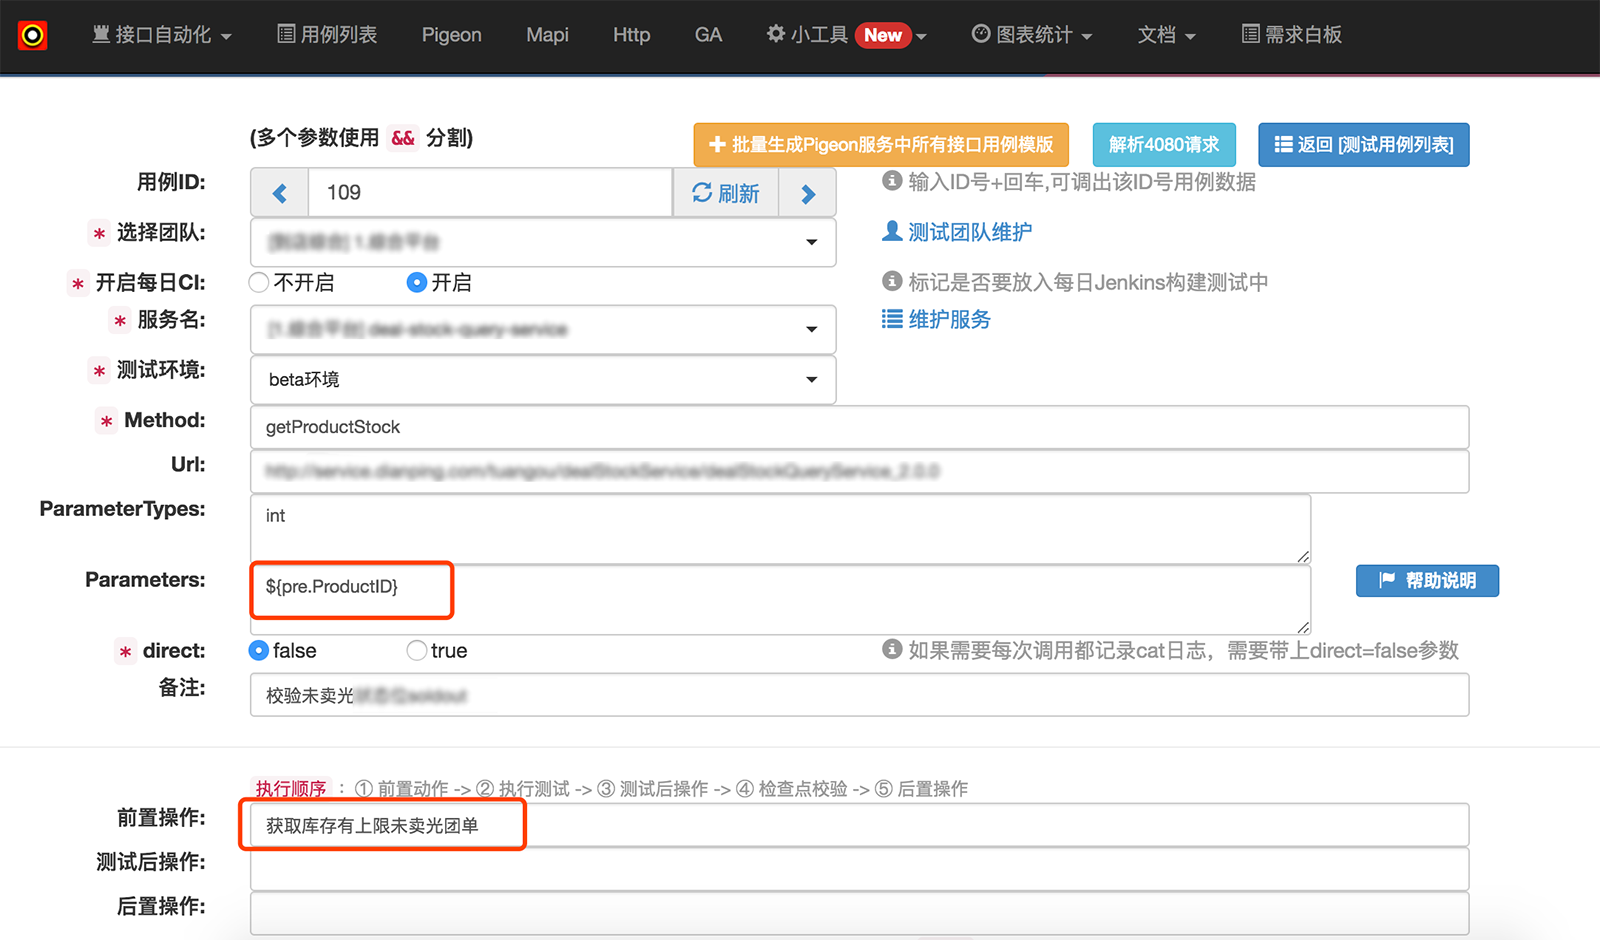 接口自动化 用例列表 Pigeon Mapi Http GA 小工具 New 图表统计 文档 需求白板
(多个参数使用 && 分割)
批量生成Pigeon服务中所有接口用例模版 解析4080请求 返回 [测试用例列表]
用例ID: 109 刷新 输入ID号+回车,可调出该ID号用例数据
* 选择团队: 测试团队维护
* 开启每日CI: 不开启 开启 标记是否要放入每日Jenkins构建测试中
* 服务名: deal-stock-query-service 维护服务
* 测试环境: beta环境
* Method: getProductStock
Url: http://service.dianping.com/tuangou/dealStockService/dealStockQueryService_2.0.0
ParameterTypes: int
Parameters: ${pre.ProductID} 帮助说明
* direct: false true 如果需要每次调用都记录cat日志，需要带上direct=false参数
备注: 校验未卖光
执行顺序 : ① 前置动作 -> ② 执行测试 -> ③ 测试后操作 -> ④ 检查点校验 -> ⑤ 后置操作
前置操作: 获取库存有上限未卖光团单
测试后操作:
后置操作: